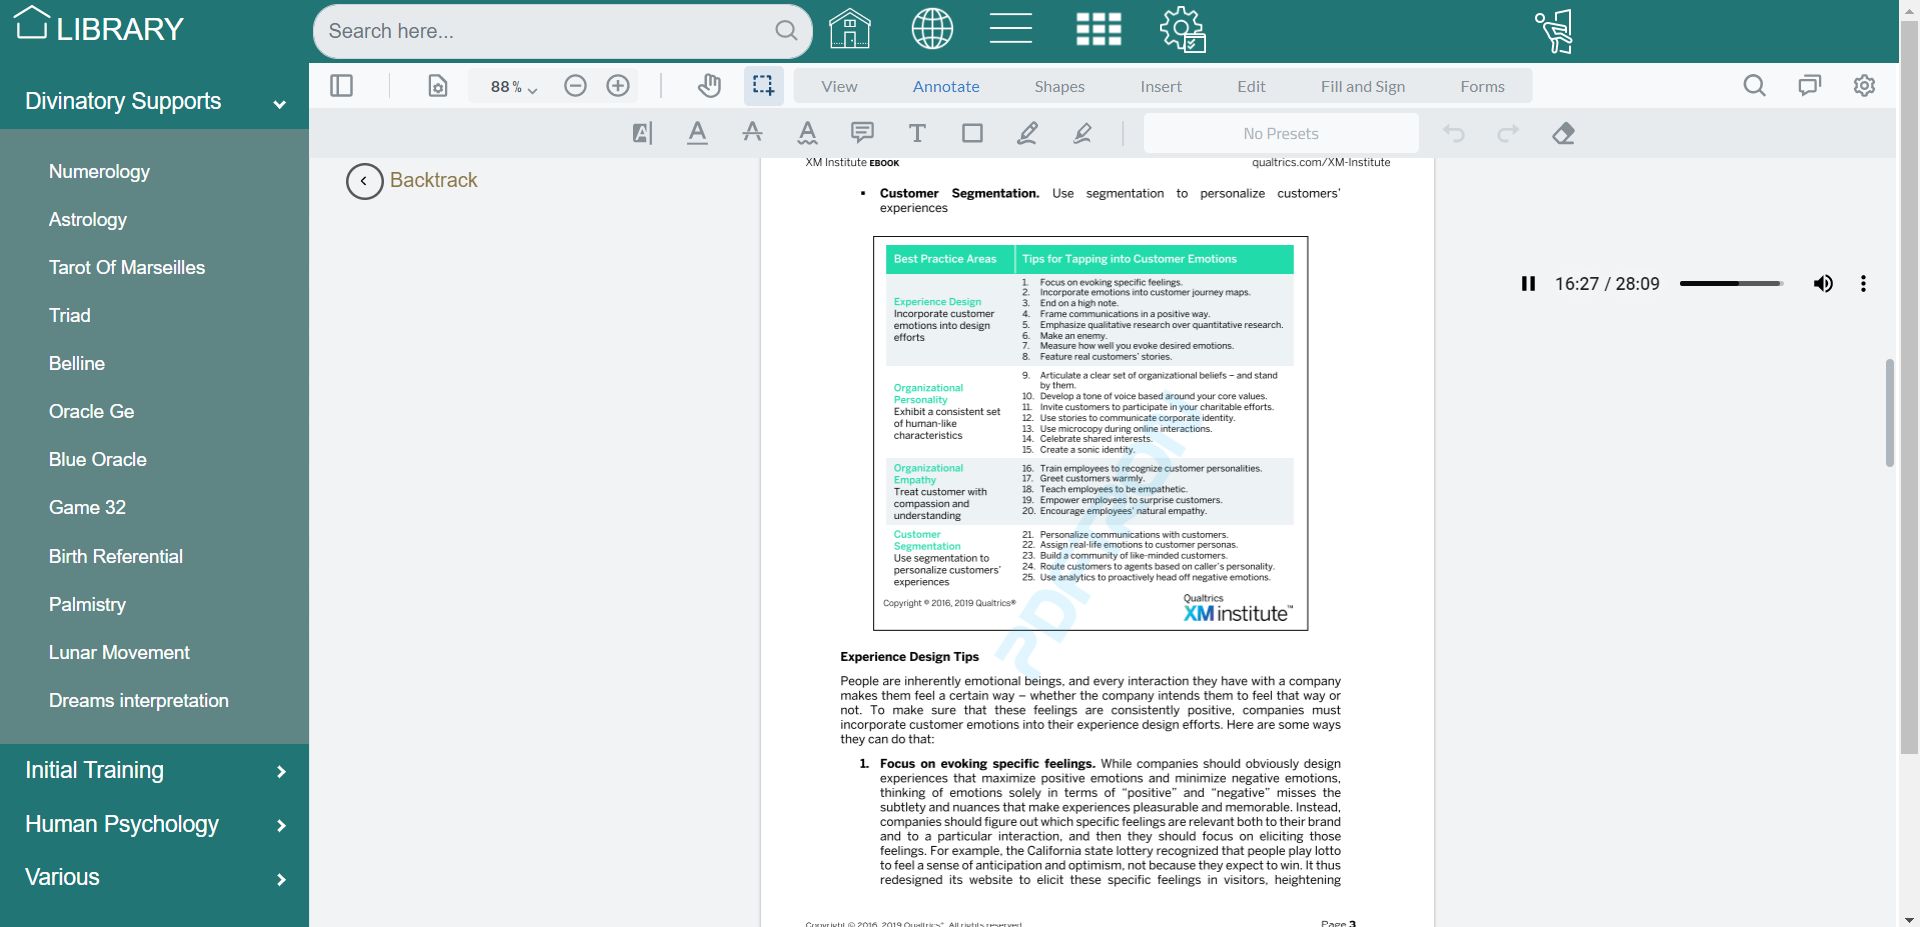 LIBRARY
Search here...
Divinatory Supports
Numerology
Astrology
Tarot Of Marseilles
Triad
Belline
Oracle Ge
Blue Oracle
Game 32
Birth Referential
Palmistry
Lunar Movement
Dreams interpretation
Initial Training
Human Psychology
Various
88 %
View
Annotate
Shapes
Insert
Edit
Fill and Sign
Forms
No Presets
Backtrack
XM Institute EBOOK
qualtrics.com/XM-Institute
▪ Customer Segmentation. Use segmentation to personalize customers'
experiences
Best Practice Areas
Tips for Tapping into Customer Emotions
Experience Design
Incorporate customer
emotions into design
efforts
1. Focus on evoking specific feelings.
2. Incorporate emotions into customer journey maps.
3. End on a high note.
4. Frame communications in a positive way.
5. Emphasize qualitative research over quantitative research.
6. Make an enemy.
7. Measure how well you evoke desired emotions.
8. Feature real customers' stories.
Organizational
Personality
Exhibit a consistent set
of human-like
characteristics
9. Articulate a clear set of organizational beliefs – and stand
by them.
10. Develop a tone of voice based around your core values.
11. Invite customers to participate in your charitable efforts.
12. Use stories to communicate corporate identity.
13. Use microcopy during online interactions.
14. Celebrate shared interests.
15. Create a sonic identity.
Organizational
Empathy
Treat customer with
compassion and
understanding
16. Train employees to recognize customer personalities.
17. Greet customers warmly.
18. Teach employees to be empathetic.
19. Empower employees to surprise customers.
20. Encourage employees' natural empathy.
Customer
Segmentation
Use segmentation to
personalize customers'
experiences
21. Personalize communications with customers.
22. Assign real-life emotions to customer personas.
23. Build a community of like-minded customers.
24. Route customers to agents based on caller's personality.
25. Use analytics to proactively head off negative emotions.
Copyright © 2016, 2019 Qualtrics®
Qualtrics
XM institute™
PDFTRON
Experience Design Tips
People are inherently emotional beings, and every interaction they have with a company
makes them feel a certain way – whether the company intends them to feel that way or
not. To make sure that these feelings are consistently positive, companies must
incorporate customer emotions into their experience design efforts. Here are some ways
they can do that:
1. Focus on evoking specific feelings. While companies should obviously design
experiences that maximize positive emotions and minimize negative emotions,
thinking of emotions solely in terms of “positive” and “negative” misses the
subtlety and nuances that make experiences pleasurable and memorable. Instead,
companies should figure out which specific feelings are relevant both to their brand
and to a particular interaction, and then they should focus on eliciting those
feelings. For example, the California state lottery recognized that people play lotto
to feel a sense of anticipation and optimism, not because they expect to win. It thus
redesigned its website to elicit these specific feelings in visitors, heightening
Copyright © 2016, 2019 Qualtrics®. All rights reserved.
Page 3
16:27 / 28:09